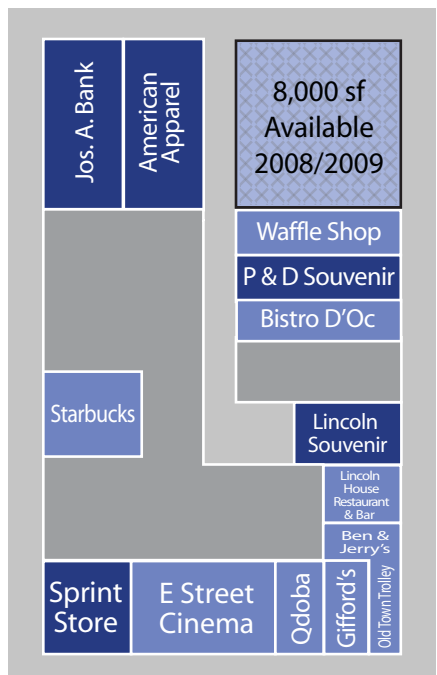 Jos. A. Bank
American
Apparel
8,000 sf
Available
2008/2009
Waffle Shop
P & D Souvenir
Bistro D'Oc
Starbucks
Lincoln
Souvenir
Lincoln
House
Restaurant
& Bar
Ben &
Jerry's
Sprint
Store
E Street
Cinema
Qdoba
Gifford's
Old Town Trolley